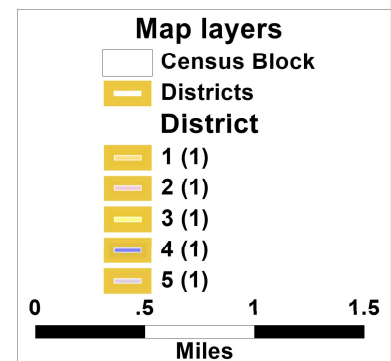 Map layers
Census Block
Districts
District
1 (1)
2 (1)
3 (1)
4 (1)
5 (1)
0 .5 1 1.5
Miles